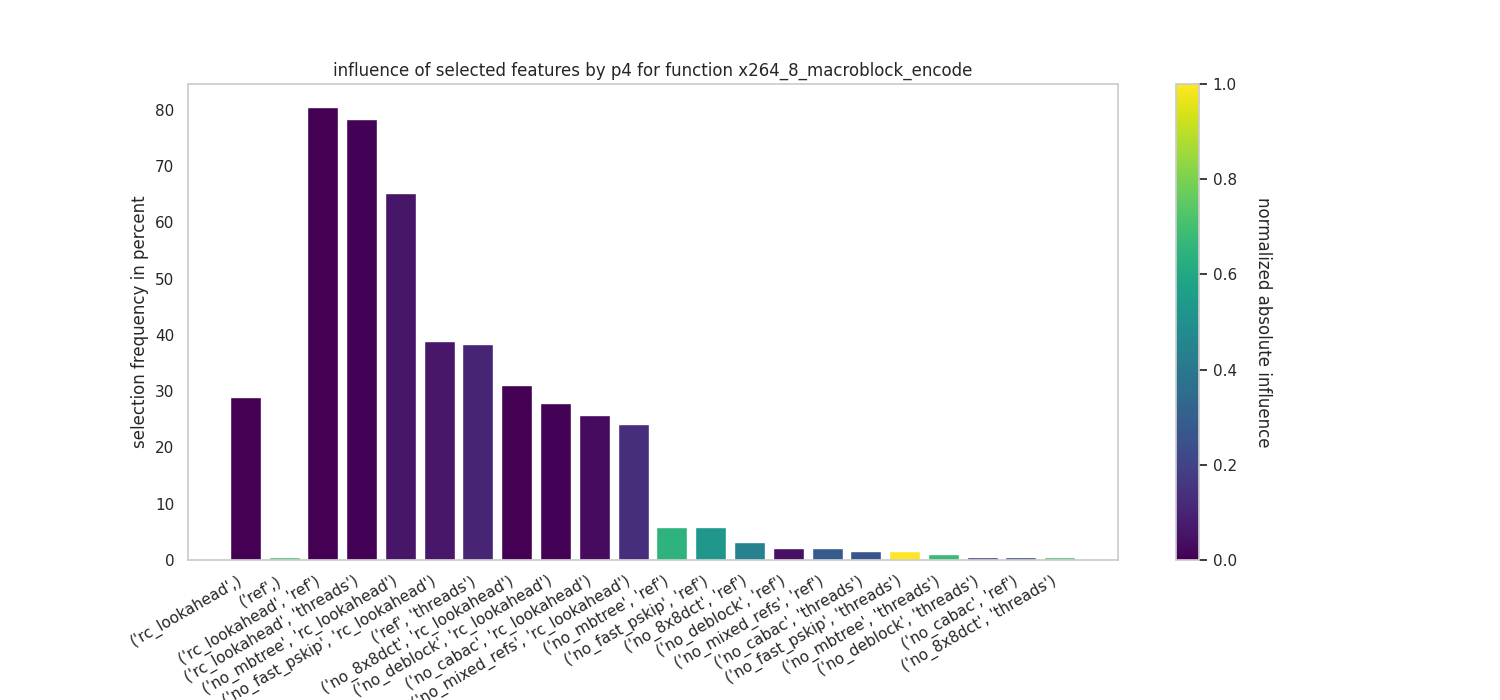 influence of selected features by p4 for function x264_8_macroblock_encode
selection frequency in percent
80
70
60
50
40
30
20
10
0
('rc_lookahead',)
('ref',)
('rc_lookahead', 'ref')
('rc_lookahead', 'threads')
('no_mbtree', 'rc_lookahead')
('no_fast_pskip', 'rc_lookahead')
('ref', 'threads')
('no_8x8dct', 'rc_lookahead')
('no_deblock', 'rc_lookahead')
('no_cabac', 'rc_lookahead')
('no_mixed_refs', 'rc_lookahead')
('no_mbtree', 'ref')
('no_fast_pskip', 'ref')
('no_8x8dct', 'ref')
('no_deblock', 'ref')
('no_mixed_refs', 'ref')
('no_cabac', 'threads')
('no_fast_pskip', 'threads')
('no_mbtree', 'threads')
('no_deblock', 'threads')
('no_cabac', 'ref')
('no_8x8dct', 'threads')
1.0
0.8
0.6
0.4
0.2
0.0
normalized absolute influence